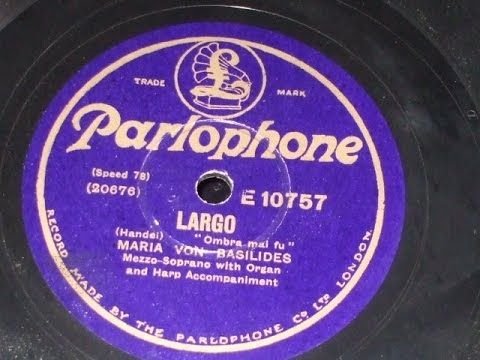 TRADE MARK
Parlophone
(Speed 78)
(20676) E 10757
LARGO
(Handel) "Ombra mai fu"
MARIA VON BASILIDES
Mezzo-Soprano with Organ
and Harp Accompaniment
RECORD MADE BY THE PARLOPHONE CO LTD LONDON.